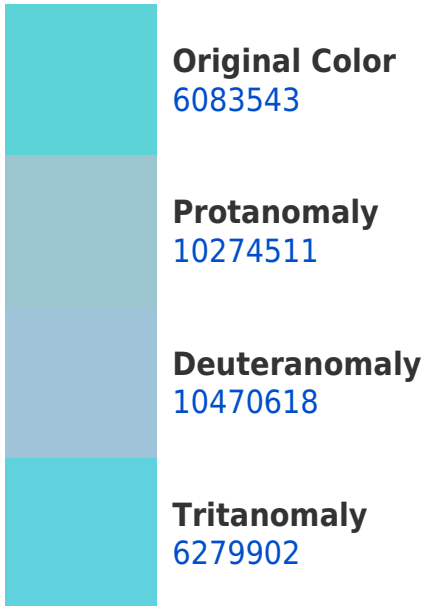 Original Color
6083543
Protanomaly
10274511
Deuteranomaly
10470618
Tritanomaly
6279902